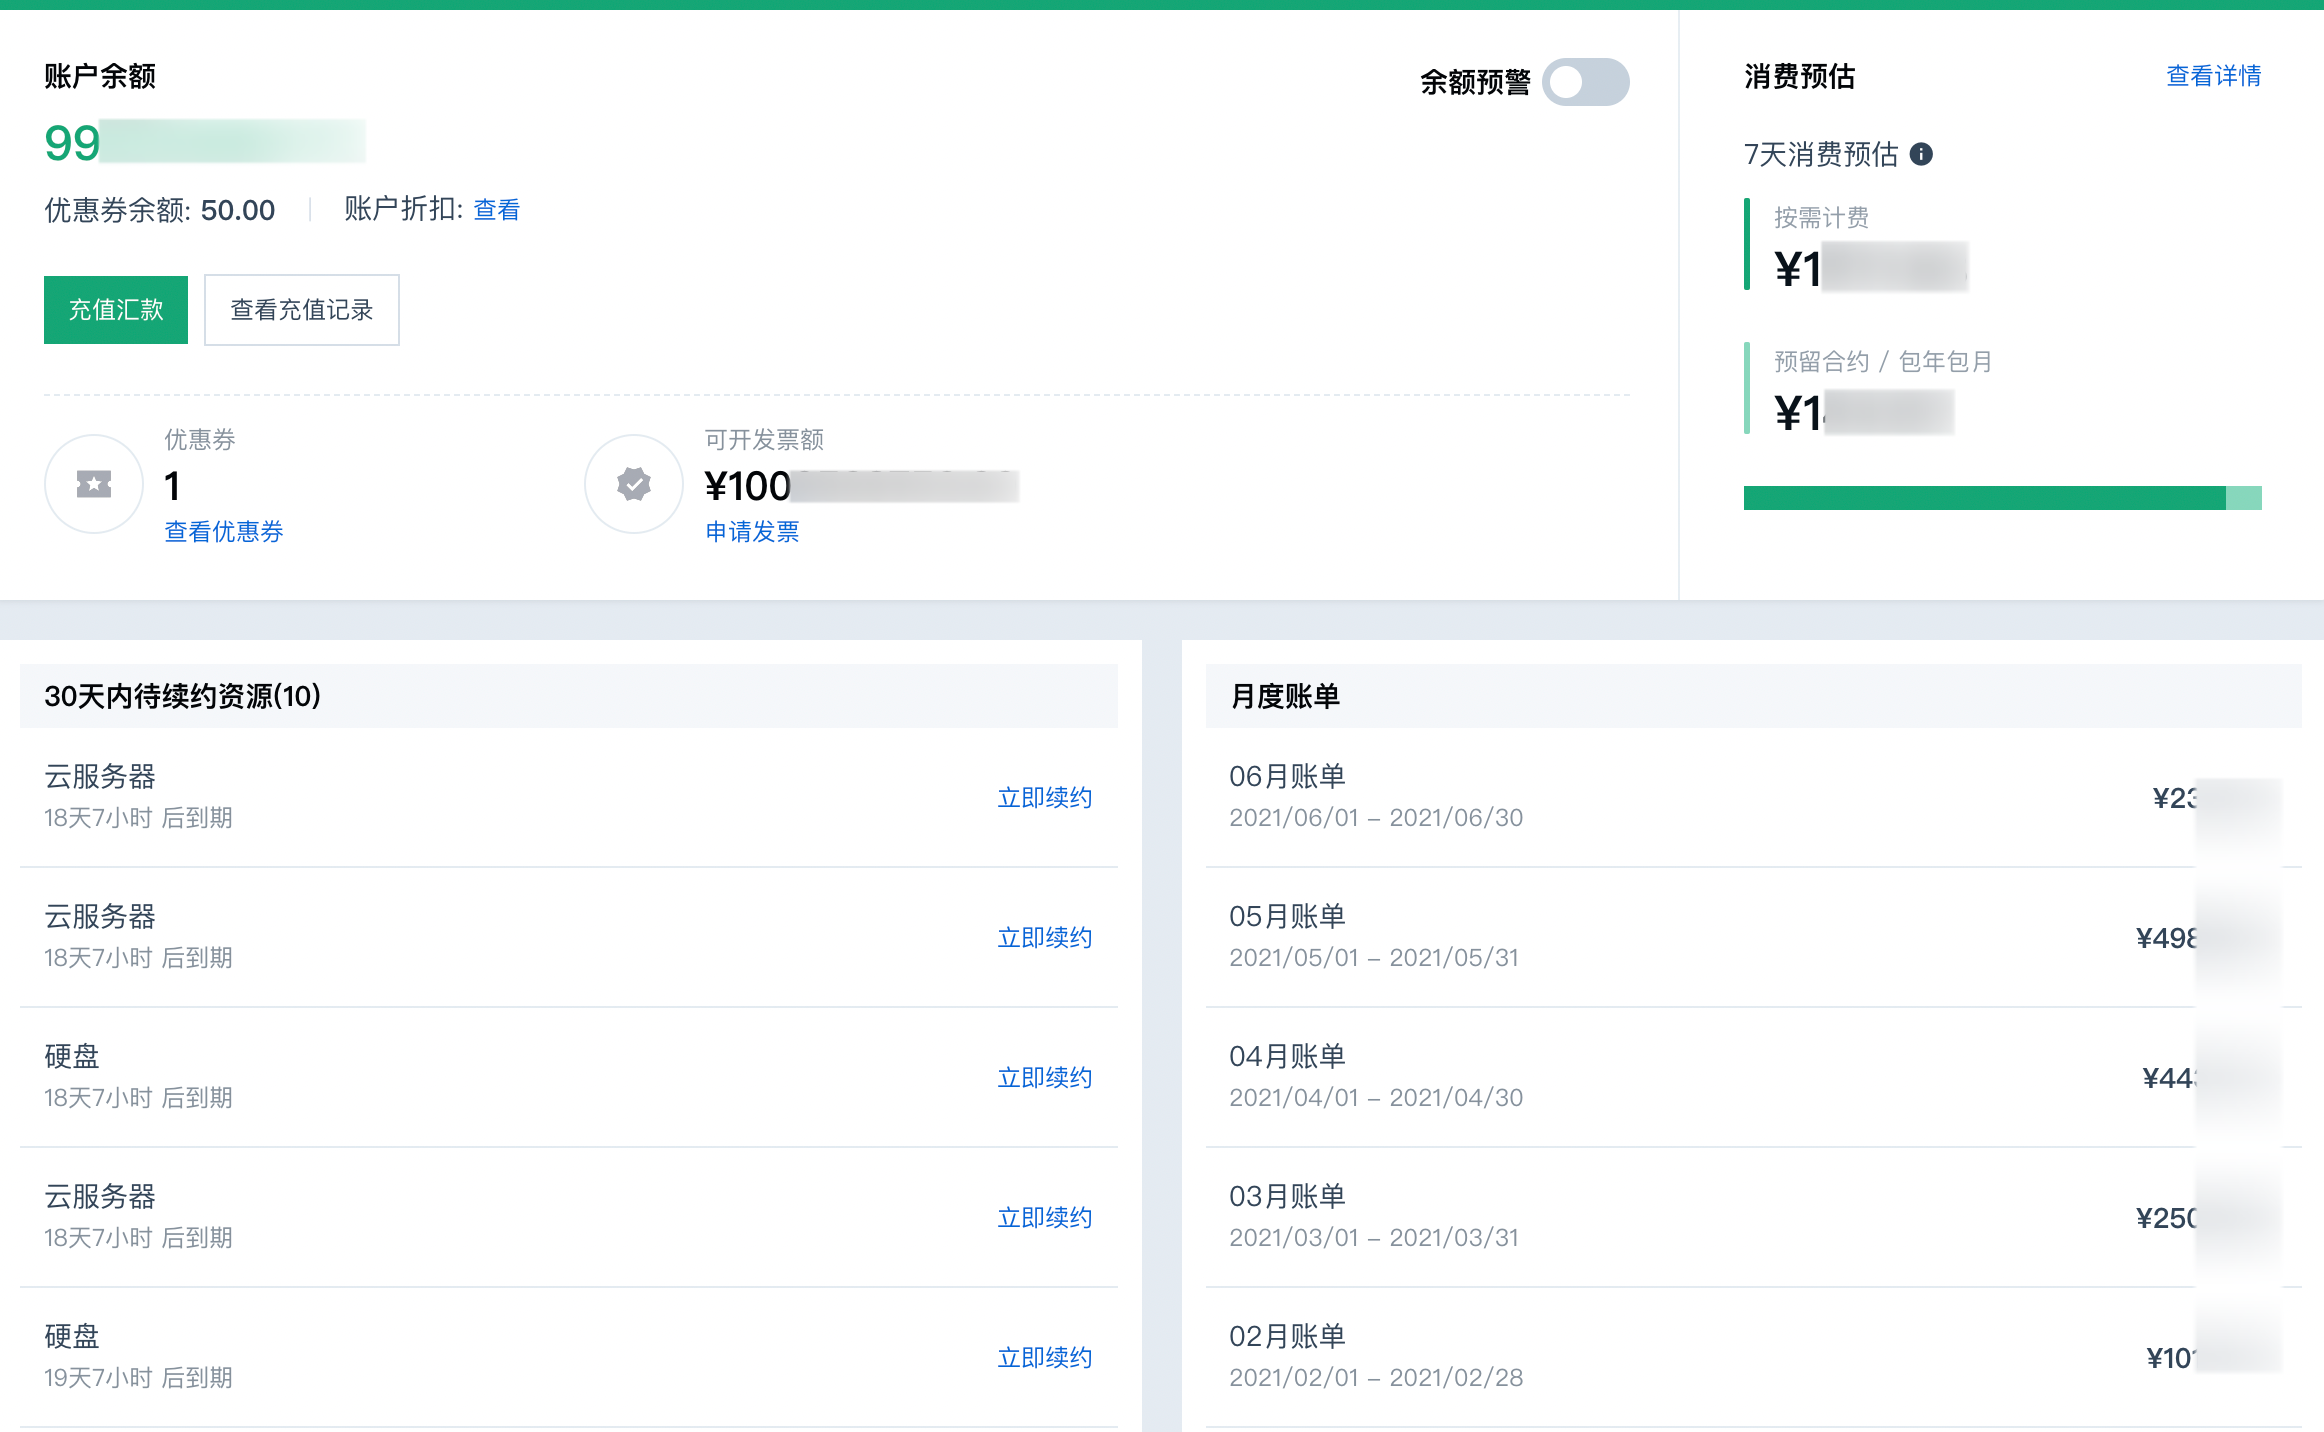 账户余额
余额预警
99
优惠券余额: 50.00
账户折扣: 查看
充值汇款
查看充值记录
优惠券
1
查看优惠券
可开发票额
¥100
申请发票
消费预估
查看详情
7天消费预估
按需计费
¥1
预留合约 / 包年包月
¥1
30天内待续约资源(10)
云服务器
18天7小时 后到期
立即续约
云服务器
18天7小时 后到期
立即续约
硬盘
18天7小时 后到期
立即续约
云服务器
18天7小时 后到期
立即续约
硬盘
19天7小时 后到期
立即续约
月度账单
06月账单
2021/06/01 – 2021/06/30
¥23
05月账单
2021/05/01 – 2021/05/31
¥498
04月账单
2021/04/01 – 2021/04/30
¥44
03月账单
2021/03/01 – 2021/03/31
¥250
02月账单
2021/02/01 – 2021/02/28
¥10